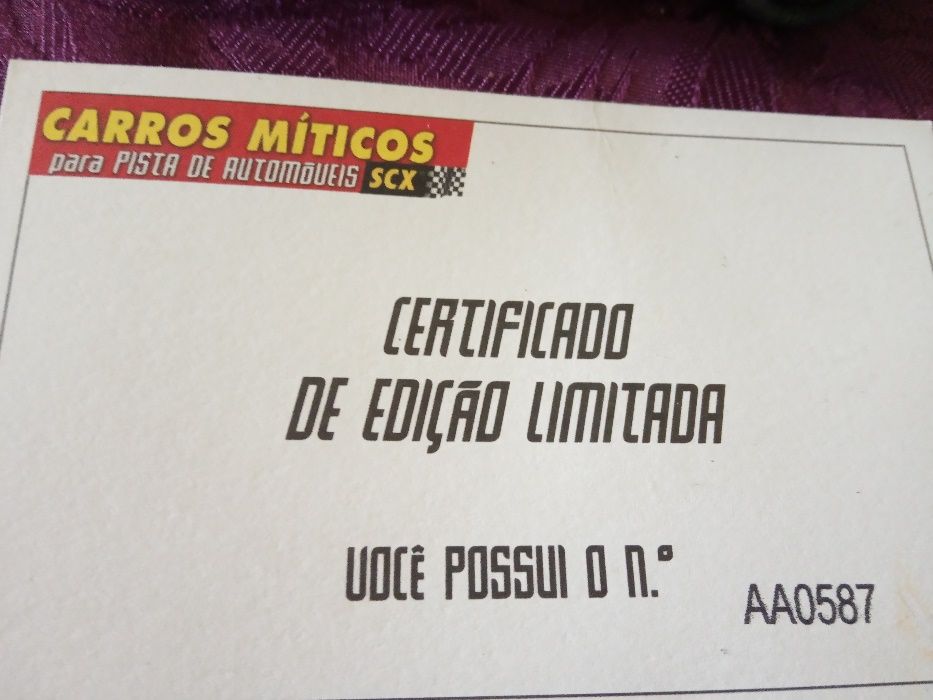 CARROS MÍTICOS
para PISTA DE AUTOMÓVEIS SCX
CERTIFICADO
DE EDIÇÃO LIMITADA
VOCÊ POSSUI O N.º AA0587